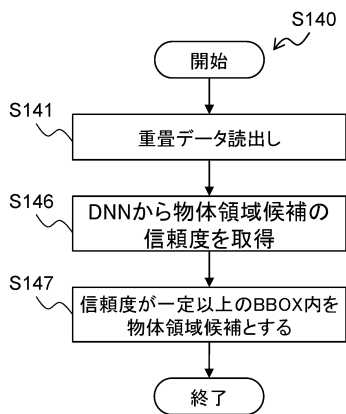 S140
開始
S141
重畳データ読出し
S146
DNNから物体領域候補の
信頼度を取得
S147
信頼度が一定以上のBBOX内を
物体領域候補とする
終了